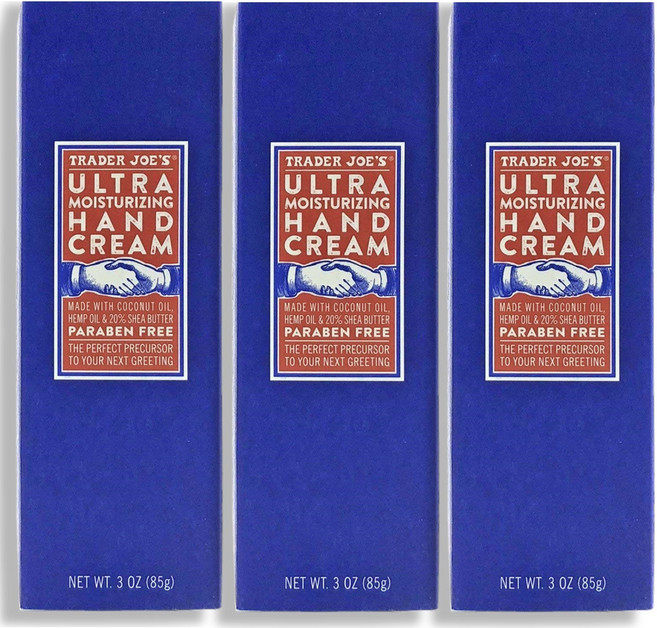 TRADER JOE'S®
ULTRA
MOISTURIZING
HAND
CREAM
MADE WITH COCONUT OIL,
HEMP OIL & 20% SHEA BUTTER
PARABEN FREE
THE PERFECT PRECURSOR
TO YOUR NEXT GREETING
NET WT. 3 OZ (85g)
TRADER JOE'S®
ULTRA
MOISTURIZING
HAND
CREAM
MADE WITH COCONUT OIL,
HEMP OIL & 20% SHEA BUTTER
PARABEN FREE
THE PERFECT PRECURSOR
TO YOUR NEXT GREETING
NET WT. 3 OZ (85g)
TRADER JOE'S®
ULTRA
MOISTURIZING
HAND
CREAM
MADE WITH COCONUT OIL,
HEMP OIL & 20% SHEA BUTTER
PARABEN FREE
THE PERFECT PRECURSOR
TO YOUR NEXT GREETING
NET WT. 3 OZ (85g)